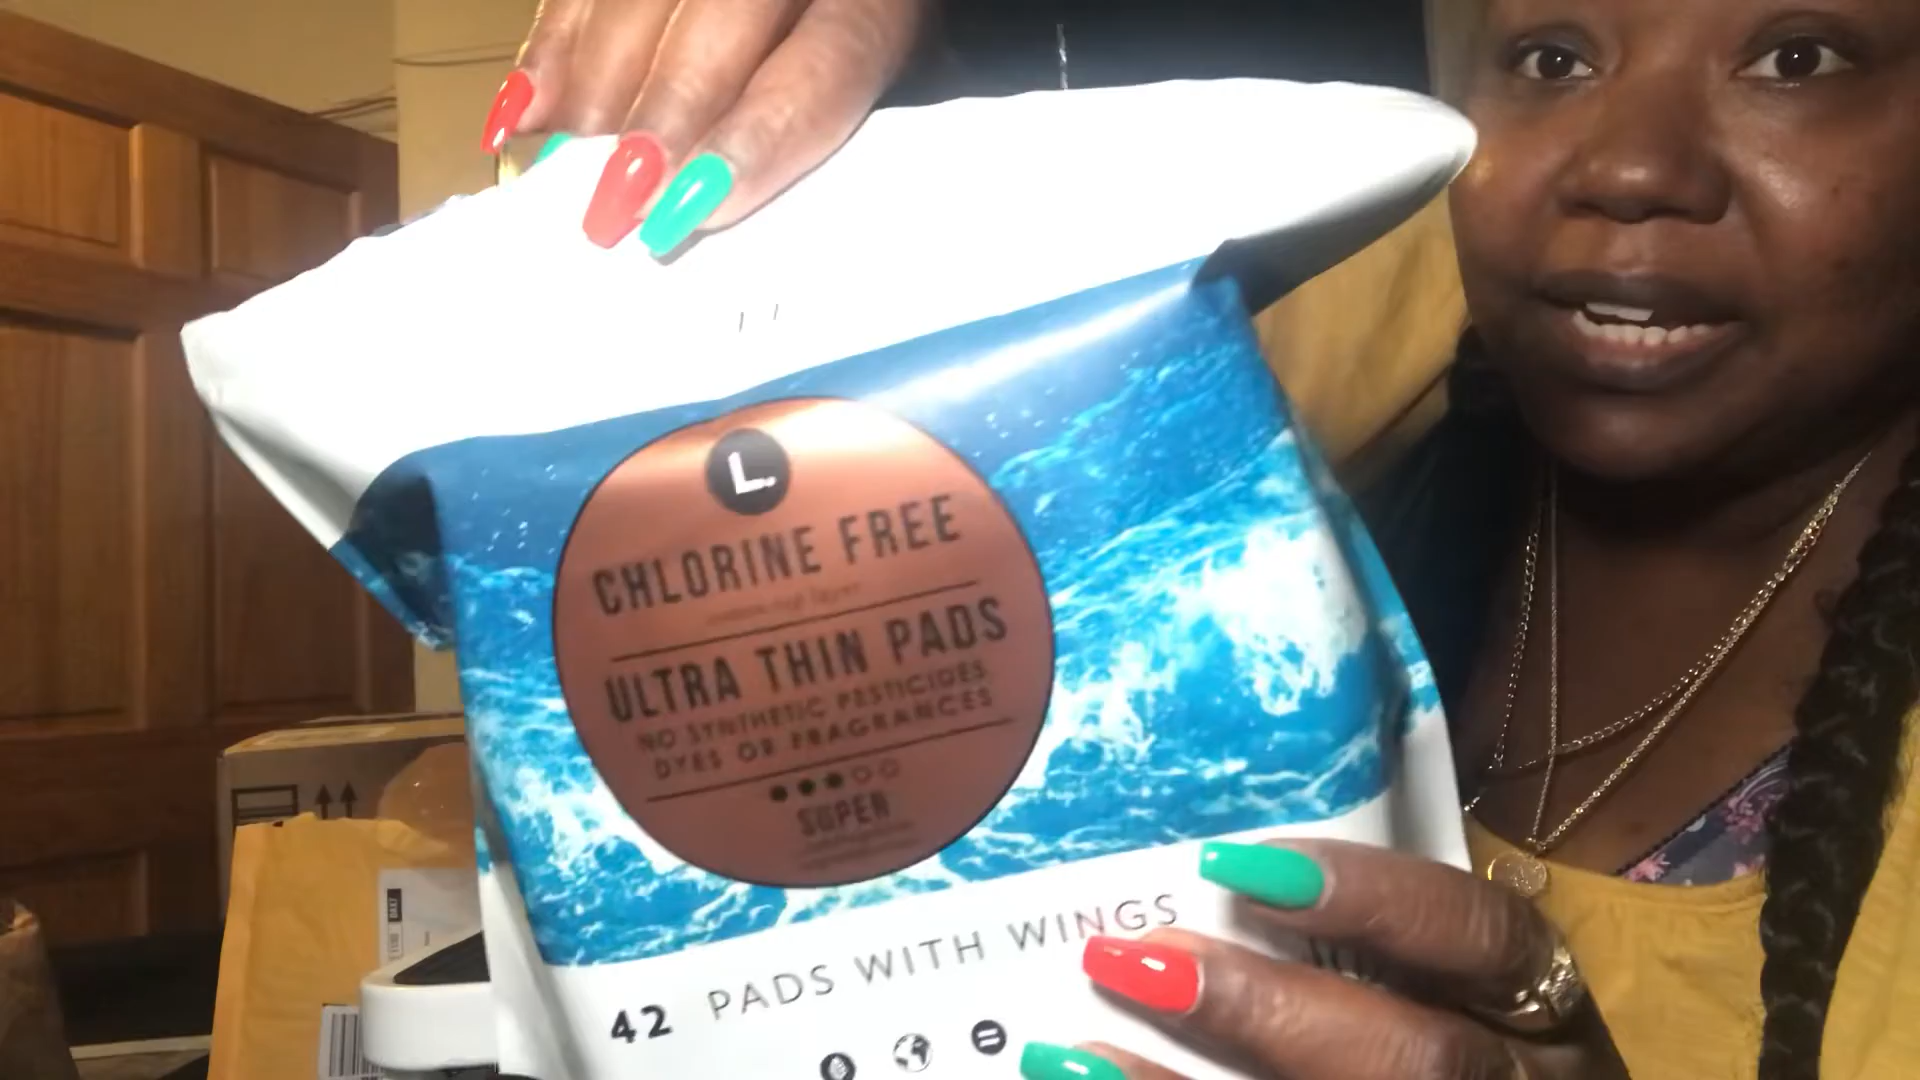 L.
CHLORINE FREE
ULTRA THIN PADS
NO SYNTHETIC PESTICIDES
DYES OR FRAGRANCES
SUPER
42 PADS WITH WINGS